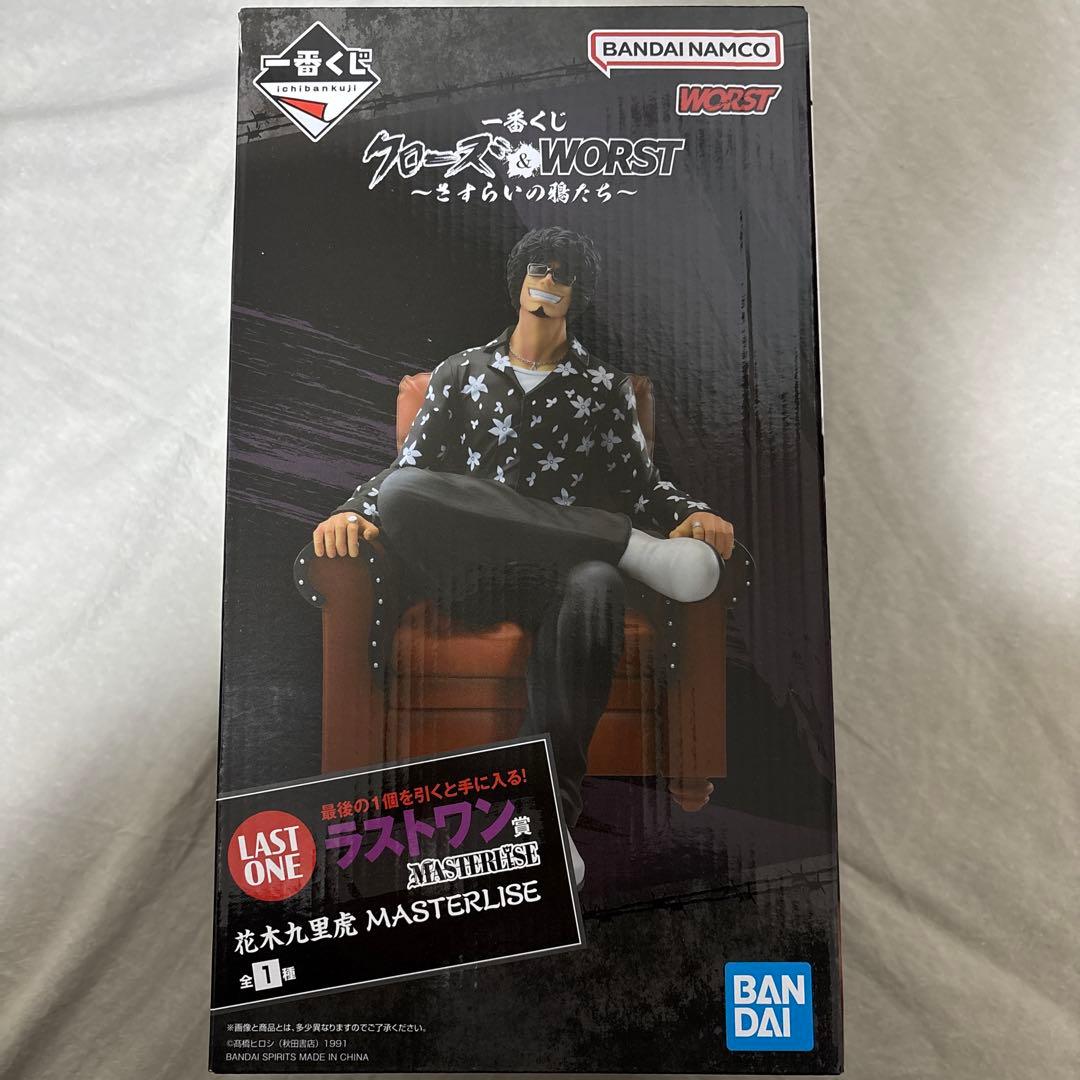 一番くじ
ichibankuji
BANDAI NAMCO
WORST
一番くじ
クローズ&WORST
～さすらいの鴉たち～
最後の1個を引くと手に入る!
LAST ONE
ラストワン賞
MASTERLISE
花木九里虎 MASTERLISE
全1種
※画像と商品とは、多少異なりますのでご了承ください。
©髙橋ヒロシ（秋田書店）1991
BANDAI SPIRITS MADE IN CHINA
BAN
DAI